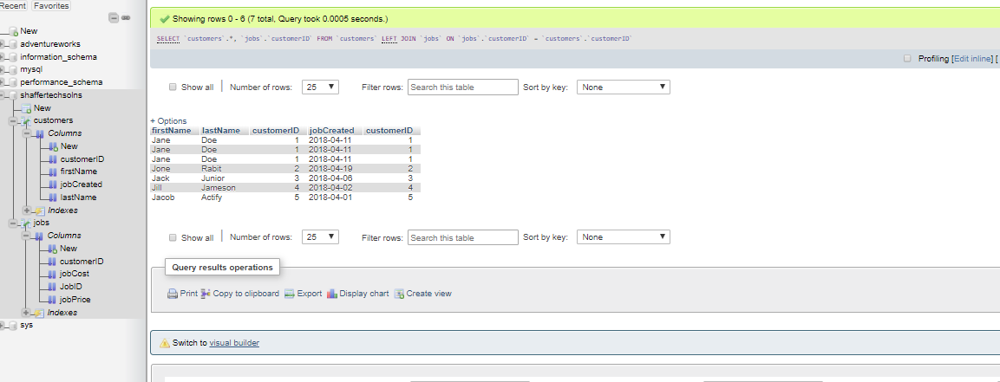 Recent Favorites
New
adventureworks
information_schema
mysql
performance_schema
shaffertechsolns
New
customers
Columns
New
customerID
firstName
jobCreated
lastName
Indexes
jobs
Columns
New
customerID
jobCost
JobID
jobPrice
Indexes
sys
Showing rows 0 - 6 (7 total, Query took 0.0005 seconds.)
SELECT `customers`.*, `jobs`.`customerID` FROM `customers` LEFT JOIN `jobs` ON `jobs`.`customerID` = `customers`.`customerID`
Profiling [Edit inline] [
Show all Number of rows: 25 Filter rows: Search this table Sort by key: None
+ Options
firstName lastName customerID jobCreated customerID
Jane Doe 1 2018-04-11 1
Jane Doe 1 2018-04-11 1
Jane Doe 1 2018-04-11 1
Jone Rabit 2 2018-04-19 2
Jack Junior 3 2018-04-06 3
Jill Jameson 4 2018-04-02 4
Jacob Actify 5 2018-04-01 5
Show all Number of rows: 25 Filter rows: Search this table Sort by key: None
Query results operations
Print Copy to clipboard Export Display chart Create view
Switch to visual builder